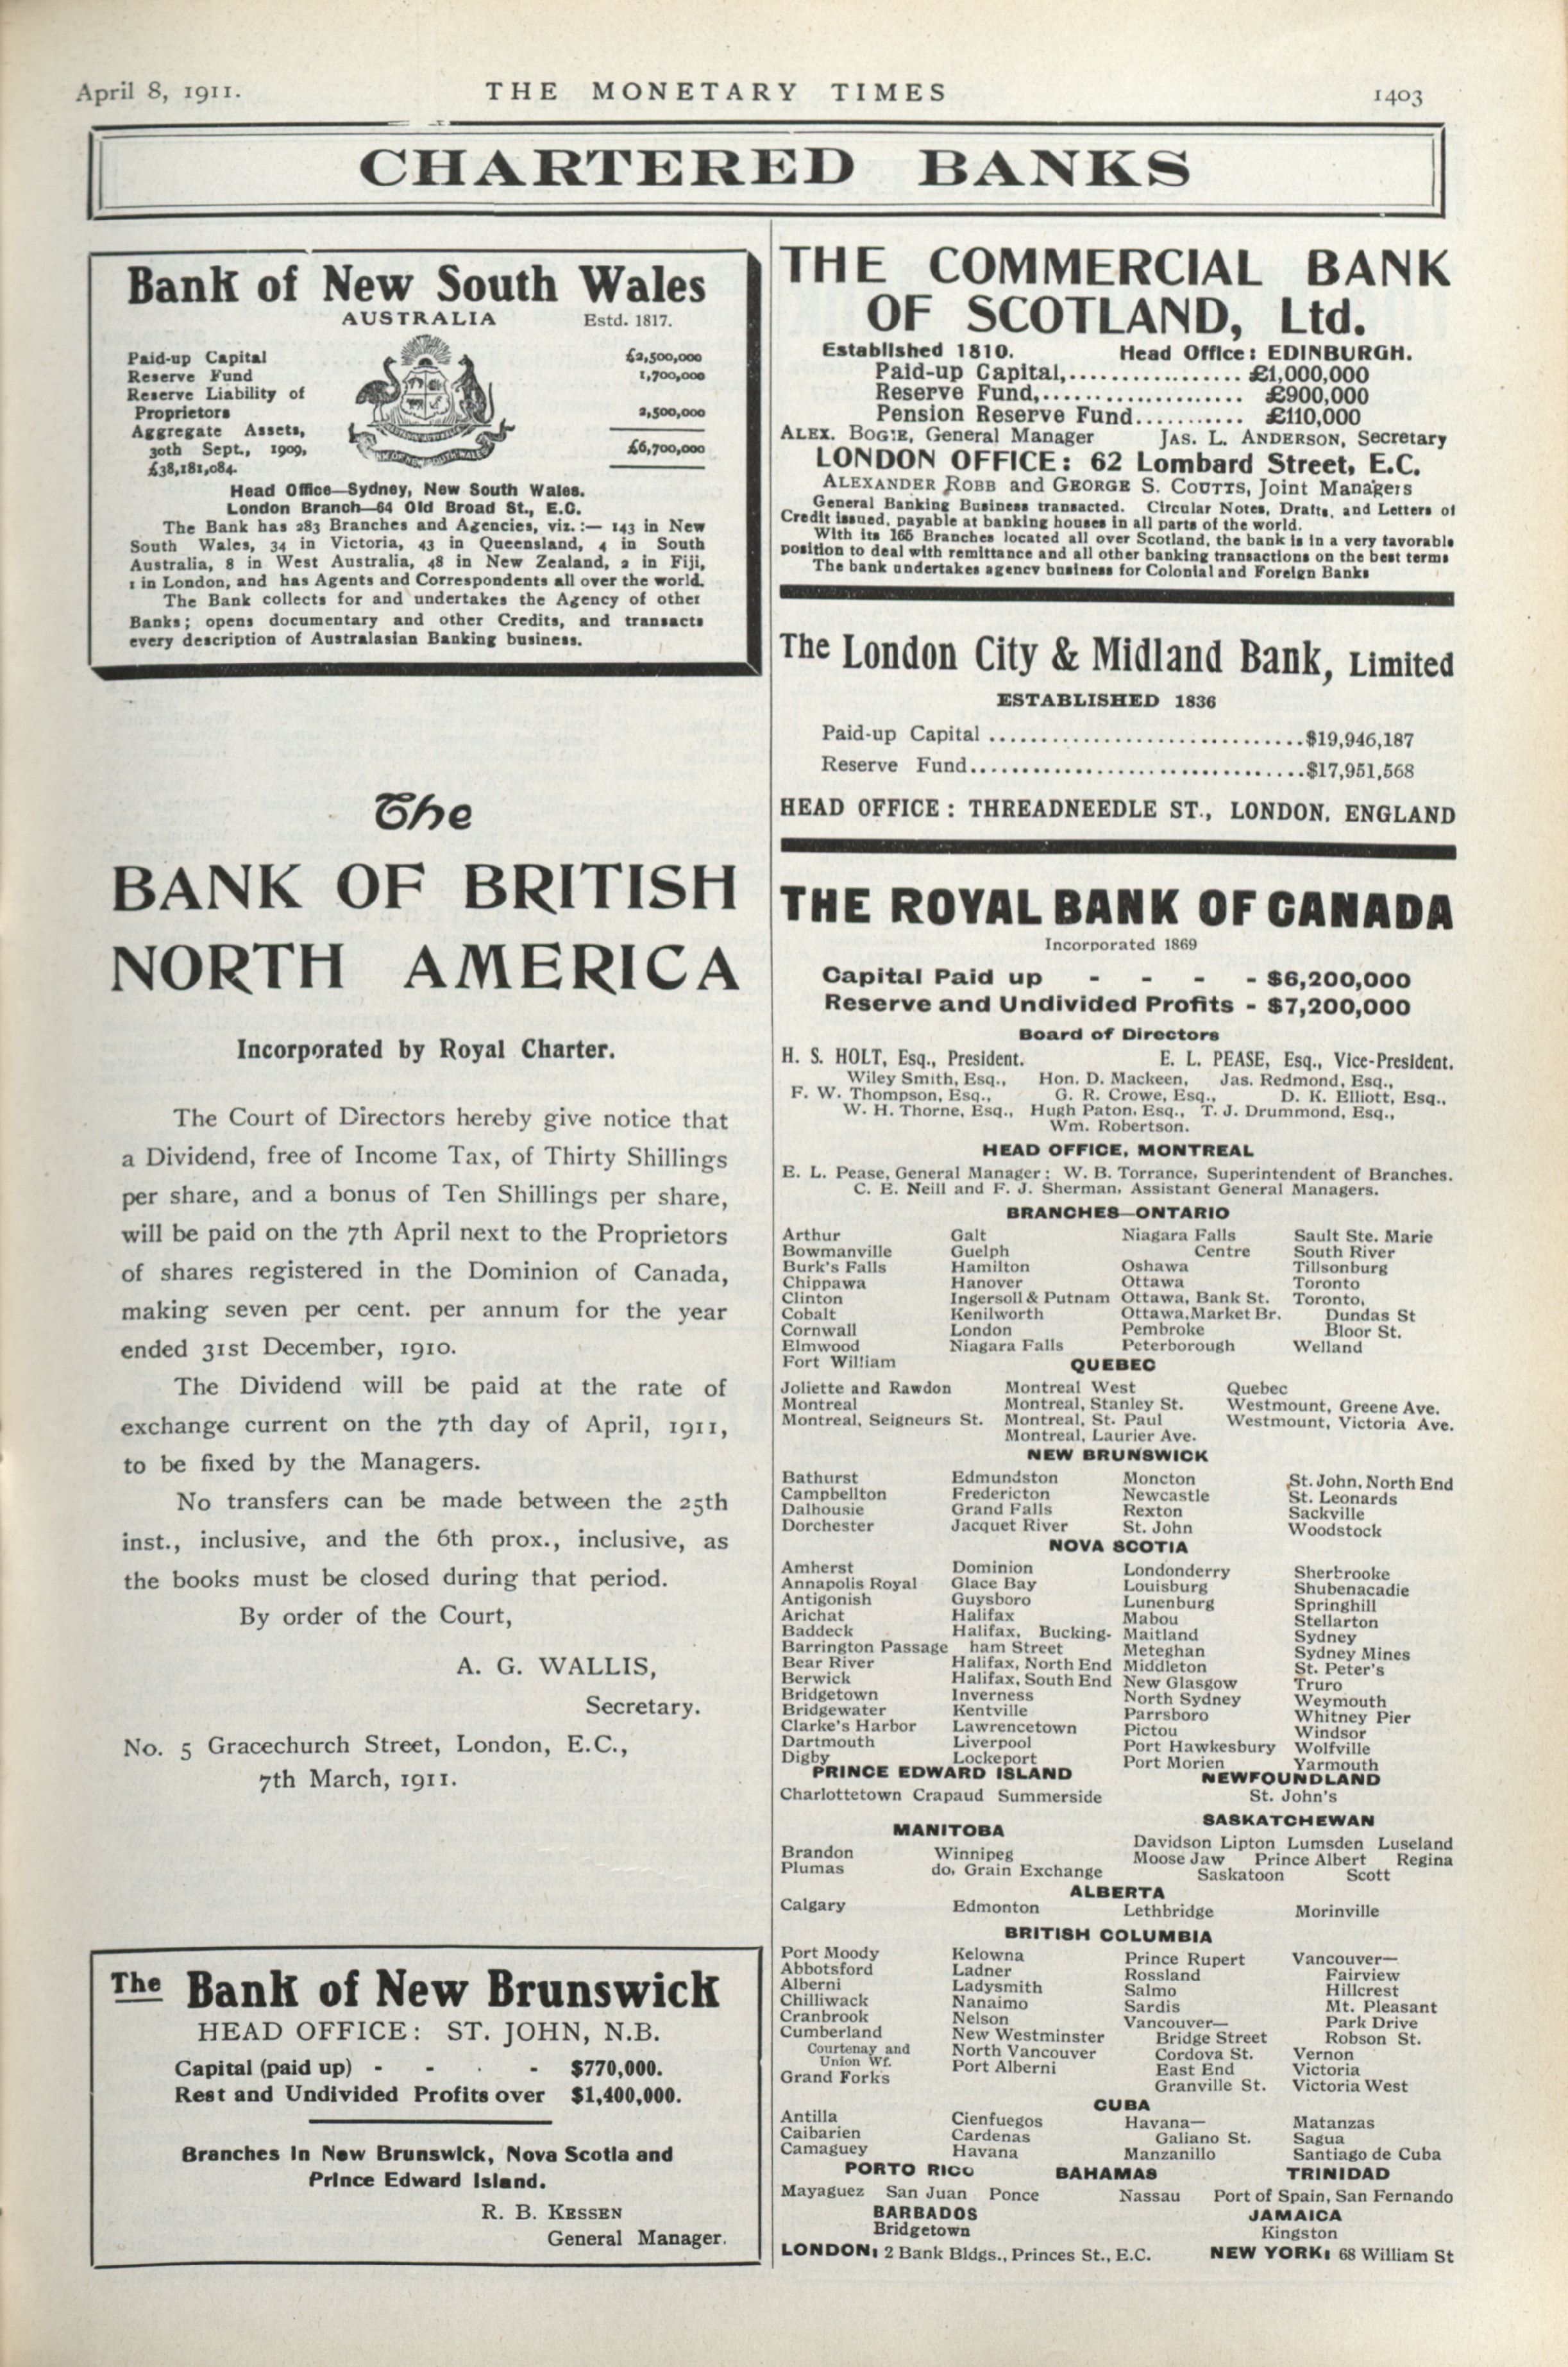 April 8, 1911.
THE MONETARY TIMES
1403
CHARTERED BANKS
Bank of New South Wales
AUSTRALIA Estd. 1817.
Paid-up Capital £2,500,000
Reserve Fund 1,700,000
Reserve Liability of
Proprietors 2,500,000
Aggregate Assets,
30th Sept., 1909, £6,700,000
£38,181,084.
Head Office—Sydney, New South Wales.
London Branch—64 Old Broad St., E.C.
The Bank has 283 Branches and Agencies, viz.:— 143 in New
South Wales, 34 in Victoria, 43 in Queensland, 4 in South
Australia, 8 in West Australia, 48 in New Zealand, 2 in Fiji,
1 in London, and has Agents and Correspondents all over the world.
The Bank collects for and undertakes the Agency of other
Banks; opens documentary and other Credits, and transacts
every description of Australasian Banking business.
The
BANK OF BRITISH
NORTH AMERICA
Incorporated by Royal Charter.
The Court of Directors hereby give notice that
a Dividend, free of Income Tax, of Thirty Shillings
per share, and a bonus of Ten Shillings per share,
will be paid on the 7th April next to the Proprietors
of shares registered in the Dominion of Canada,
making seven per cent. per annum for the year
ended 31st December, 1910.
The Dividend will be paid at the rate of
exchange current on the 7th day of April, 1911,
to be fixed by the Managers.
No transfers can be made between the 25th
inst., inclusive, and the 6th prox., inclusive, as
the books must be closed during that period.
By order of the Court,
A. G. WALLIS,
Secretary.
No. 5 Gracechurch Street, London, E.C.,
7th March, 1911.
The Bank of New Brunswick
HEAD OFFICE: ST. JOHN, N.B.
Capital (paid up) - - . - $770,000.
Rest and Undivided Profits over $1,400,000.
Branches in New Brunswick, Nova Scotia and
Prince Edward Island.
R. B. KESSEN
General Manager.
THE COMMERCIAL BANK
OF SCOTLAND, Ltd.
Established 1810. Head Office: EDINBURGH.
Paid-up Capital,................. £1,000,000
Reserve Fund,.................... £900,000
Pension Reserve Fund........... £110,000
ALEX. BOGIE, General Manager JAS. L. ANDERSON, Secretary
LONDON OFFICE: 62 Lombard Street, E.C.
ALEXANDER ROBB and GEORGE S. COUTTS, Joint Managers
General Banking Business transacted. Circular Notes, Drafts, and Letters of
Credit issued, payable at banking houses in all parts of the world.
With its 165 Branches located all over Scotland, the bank is in a very favorable
position to deal with remittance and all other banking transactions on the best terms
The bank undertakes agency business for Colonial and Foreign Banks
The London City & Midland Bank, Limited
ESTABLISHED 1836
Paid-up Capital ...............................$19,946,187
Reserve Fund.................................$17,951,568
HEAD OFFICE : THREADNEEDLE ST., LONDON. ENGLAND
THE ROYAL BANK OF CANADA
Incorporated 1869
Capital Paid up - - - - $6,200,000
Reserve and Undivided Profits - $7,200,000
Board of Directors
H. S. HOLT, Esq., President. E. L. PEASE, Esq., Vice-President.
Wiley Smith, Esq., Hon. D. Mackeen, Jas. Redmond, Esq.,
F. W. Thompson, Esq., G. R. Crowe, Esq., D. K. Elliott, Esq.,
W. H. Thorne, Esq., Hugh Paton, Esq., T. J. Drummond, Esq.,
Wm. Robertson.
HEAD OFFICE, MONTREAL
E. L. Pease, General Manager: W. B. Torrance, Superintendent of Branches.
C. E. Neill and F. J. Sherman, Assistant General Managers.
BRANCHES—ONTARIO
Arthur Galt Niagara Falls Sault Ste. Marie
Bowmanville Guelph Centre South River
Burk's Falls Hamilton Oshawa Tillsonburg
Chippawa Hanover Ottawa Toronto
Clinton Ingersoll & Putnam Ottawa, Bank St. Toronto,
Cobalt Kenilworth Ottawa, Market Br. Dundas St
Cornwall London Pembroke Bloor St.
Elmwood Niagara Falls Peterborough Welland
Fort William
QUEBEC
Joliette and Rawdon Montreal West Quebec
Montreal Montreal, Stanley St. Westmount, Greene Ave.
Montreal, Seigneurs St. Montreal, St. Paul Westmount, Victoria Ave.
Montreal, Laurier Ave.
NEW BRUNSWICK
Bathurst Edmundston Moncton St. John, North End
Campbellton Fredericton Newcastle St. Leonards
Dalhousie Grand Falls Rexton Sackville
Dorchester Jacquet River St. John Woodstock
NOVA SCOTIA
Amherst Dominion Londonderry Sherbrooke
Annapolis Royal Glace Bay Louisburg Shubenacadie
Antigonish Guysboro Lunenburg Springhill
Arichat Halifax Mabou Stellarton
Baddeck Halifax, Bucking- Maitland Sydney
Barrington Passage ham Street Meteghan Sydney Mines
Bear River Halifax, North End Middleton St. Peter's
Berwick Halifax, South End New Glasgow Truro
Bridgetown Inverness North Sydney Weymouth
Bridgewater Kentville Parrsboro Whitney Pier
Clarke's Harbor Lawrencetown Pictou Windsor
Dartmouth Liverpool Port Hawkesbury Wolfville
Digby Lockeport Port Morien Yarmouth
PRINCE EDWARD ISLAND NEWFOUNDLAND
Charlottetown Crapaud Summerside St. John's
MANITOBA SASKATCHEWAN
Davidson Lipton Lumsden Luseland
Brandon Winnipeg Moose Jaw Prince Albert Regina
Plumas do. Grain Exchange Saskatoon Scott
ALBERTA
Calgary Edmonton Lethbridge Morinville
BRITISH COLUMBIA
Port Moody Kelowna Prince Rupert Vancouver—
Abbotsford Ladner Rossland Fairview
Alberni Ladysmith Salmo Hillcrest
Chilliwack Nanaimo Sardis Mt. Pleasant
Cranbrook Nelson Vancouver— Park Drive
Cumberland New Westminster Bridge Street Robson St.
Courtenay and North Vancouver Cordova St. Vernon
Union Wf. Port Alberni East End Victoria
Grand Forks Granville St. Victoria West
CUBA
Antilla Cienfuegos Havana— Matanzas
Caibarien Cardenas Galiano St. Sagua
Camaguey Havana Manzanillo Santiago de Cuba
PORTO RICO BAHAMAS TRINIDAD
Mayaguez San Juan Ponce Nassau Port of Spain, San Fernando
BARBADOS JAMAICA
Bridgetown Kingston
LONDON: 2 Bank Bldgs., Princes St., E.C. NEW YORK: 68 William St